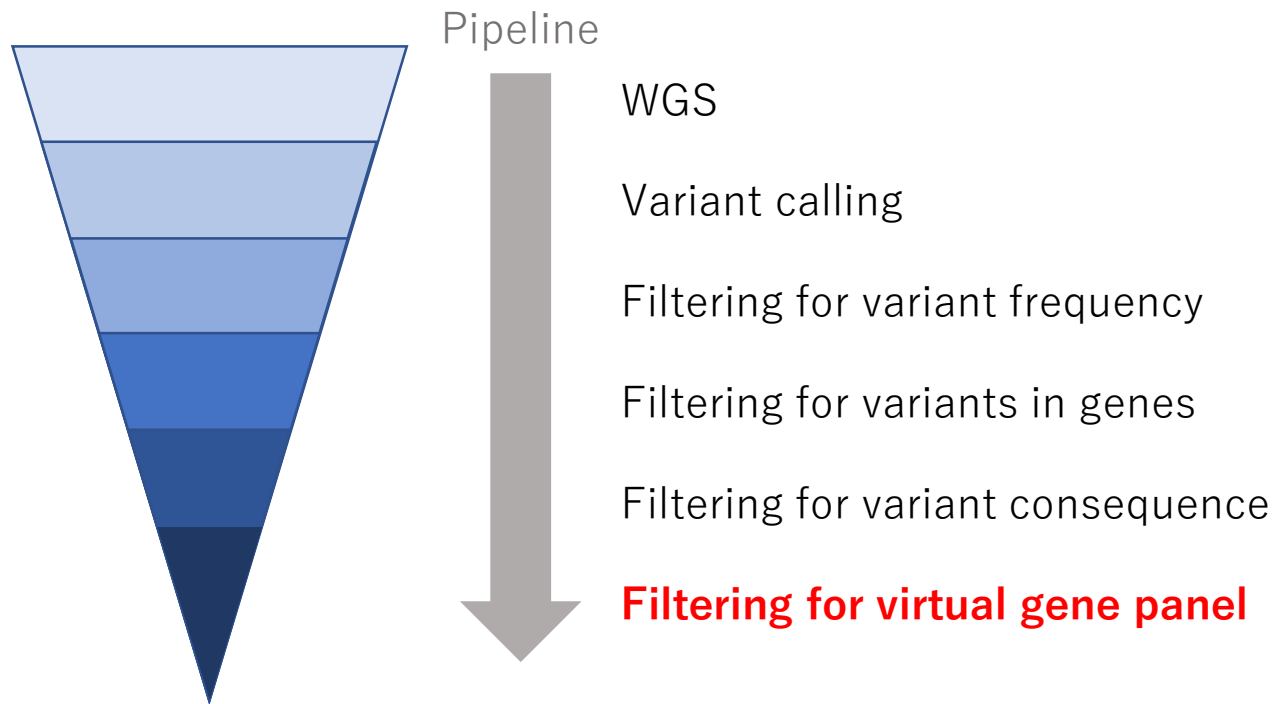 Pipeline
WGS
Variant calling
Filtering for variant frequency
Filtering for variants in genes
Filtering for variant consequence
Filtering for virtual gene panel